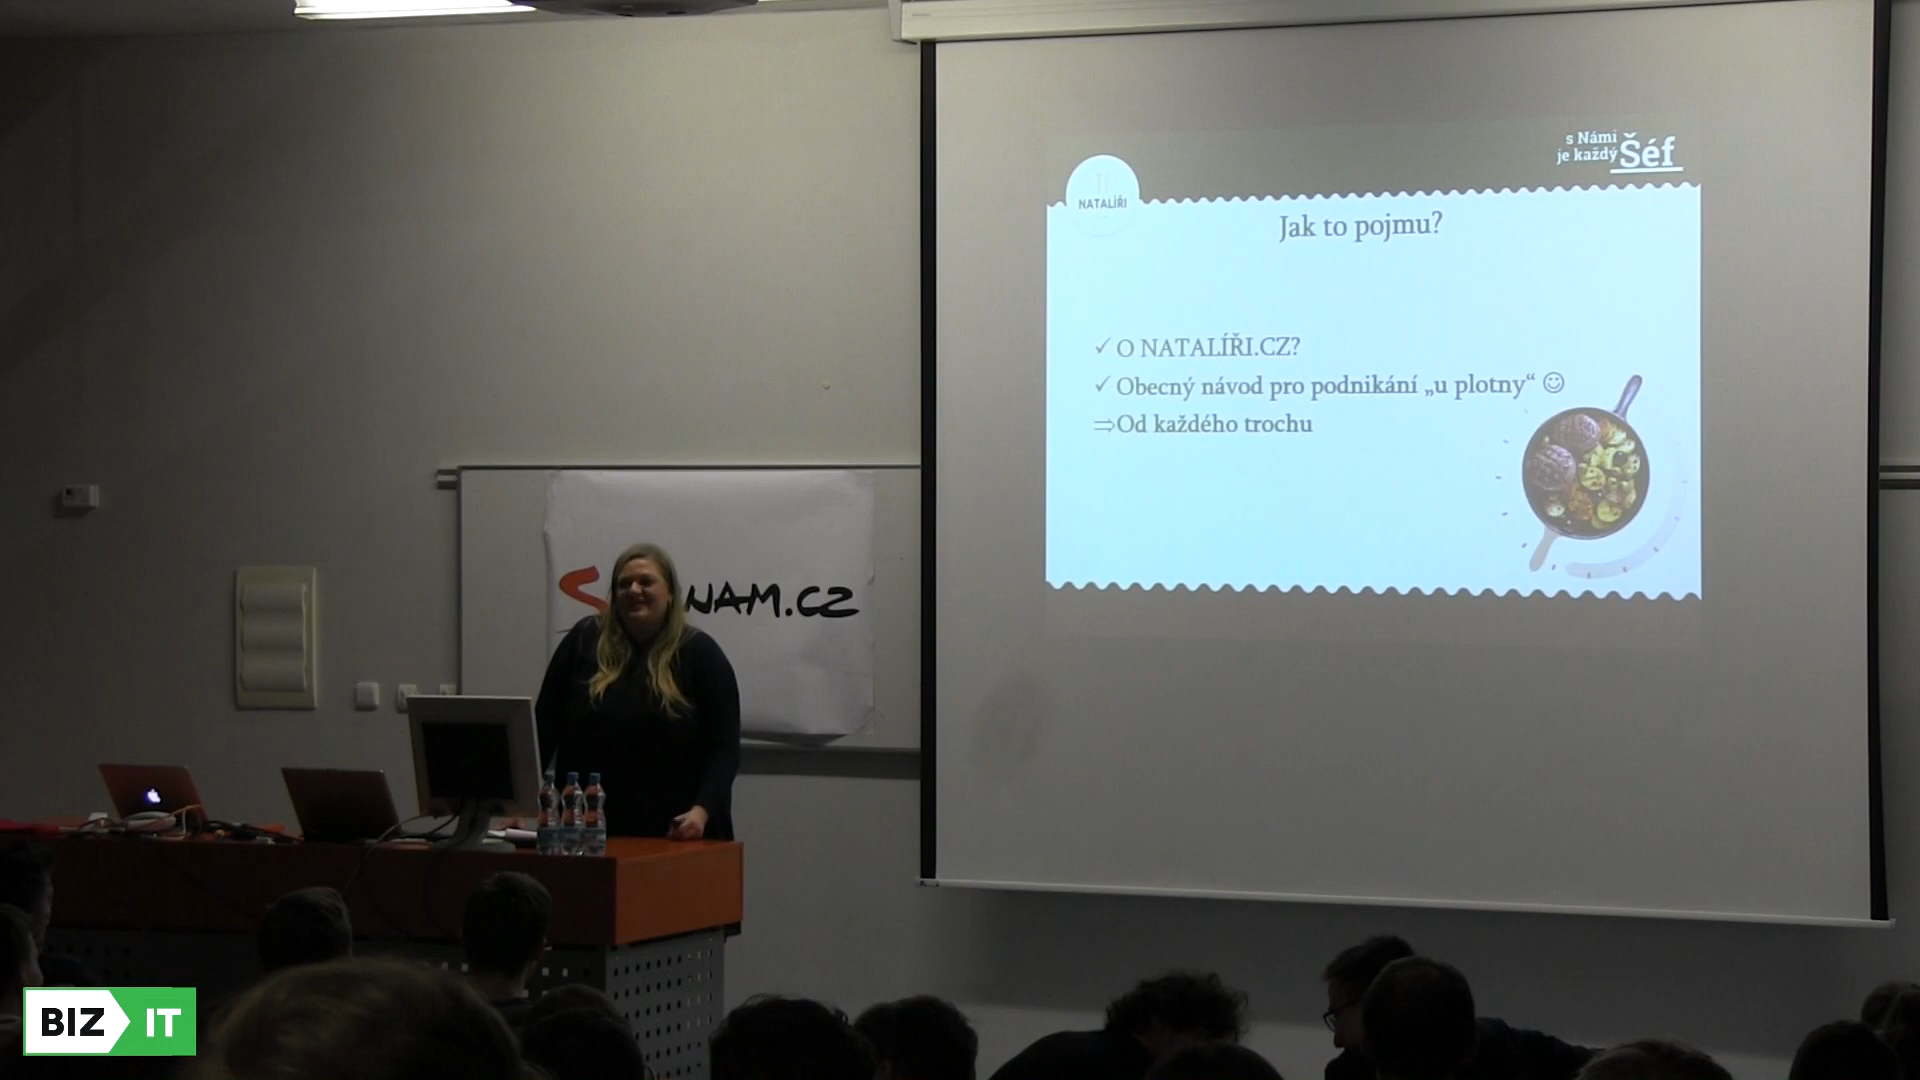 s Námi
je každý Šéf
NATALÍŘI
Jak to pojmu?
✓ O NATALÍŘI.CZ?
✓ Obecný návod pro podnikání „u plotny“ ☺
⇒Od každého trochu
S NAM.CZ
BIZ IT